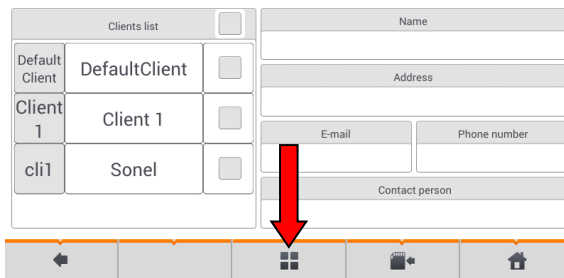 Clients list
Default
Client
DefaultClient
Client
1
Client 1
cli1
Sonel
Name
Address
E-mail
Phone number
Contact person